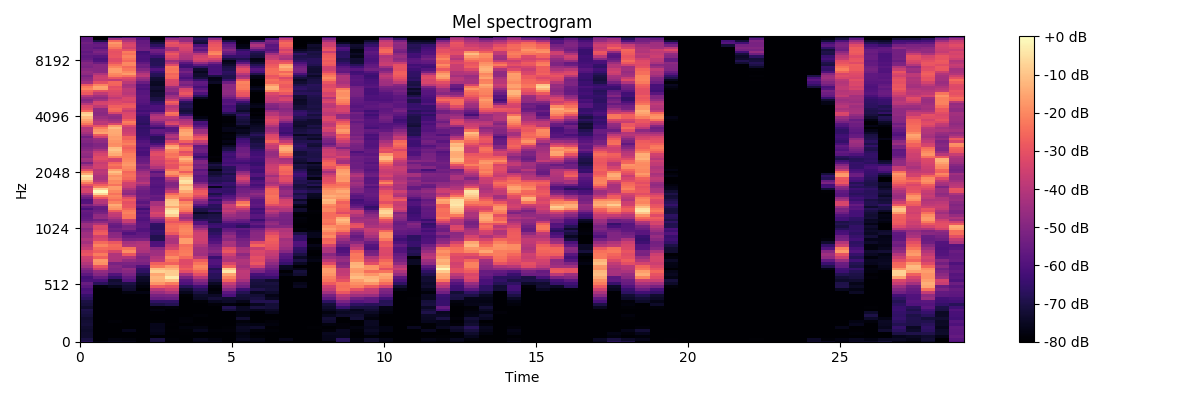 Mel spectrogram
+0 dB
8192
-10 dB
4096
-20 dB
-30 dB
Hz
2048
-40 dB
-50 dB
1024
-60 dB
512
-70 dB
0
-80 dB
0 5 10 15 20 25
Time